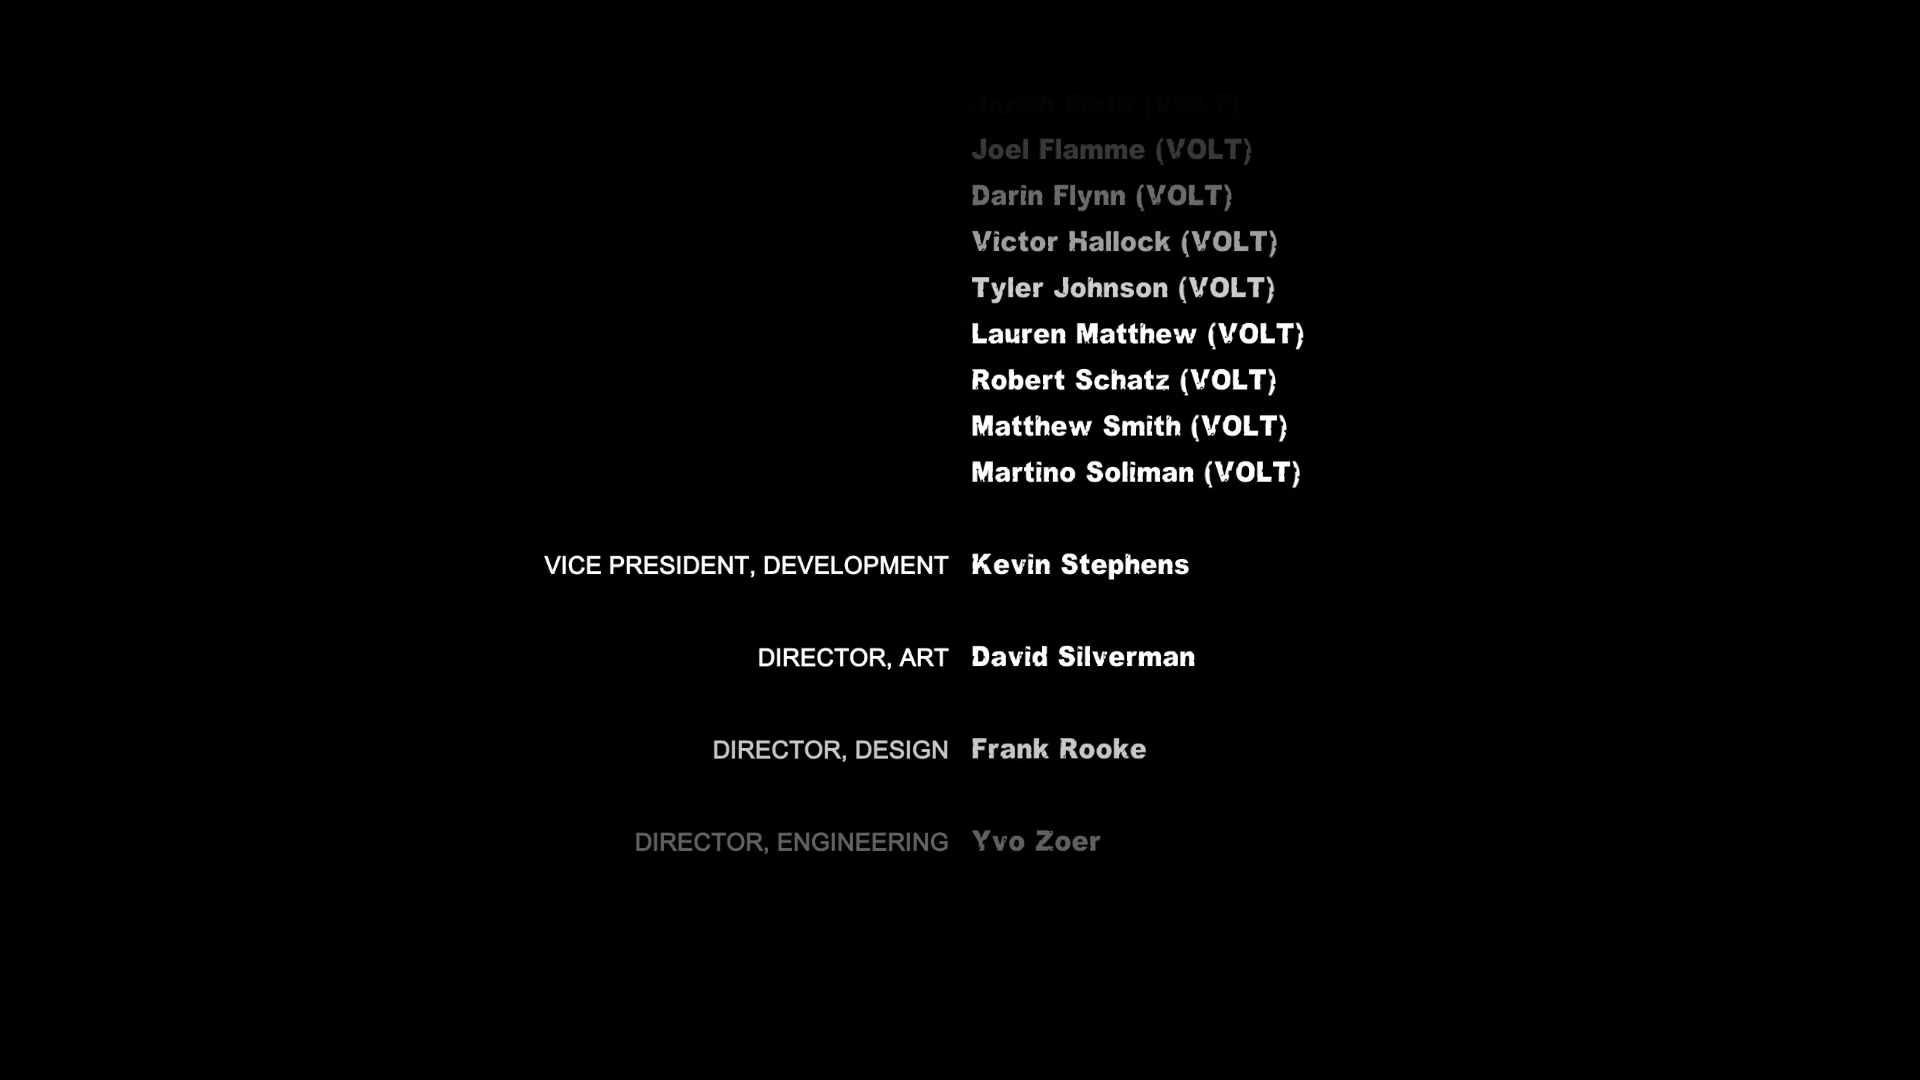 Joel Flamme (VOLT)
Darin Flynn (VOLT)
Victor Hallock (VOLT)
Tyler Johnson (VOLT)
Lauren Matthew (VOLT)
Robert Schatz (VOLT)
Matthew Smith (VOLT)
Martino Soliman (VOLT)
VICE PRESIDENT, DEVELOPMENT Kevin Stephens
DIRECTOR, ART David Silverman
DIRECTOR, DESIGN Frank Rooke
DIRECTOR, ENGINEERING Yvo Zoer